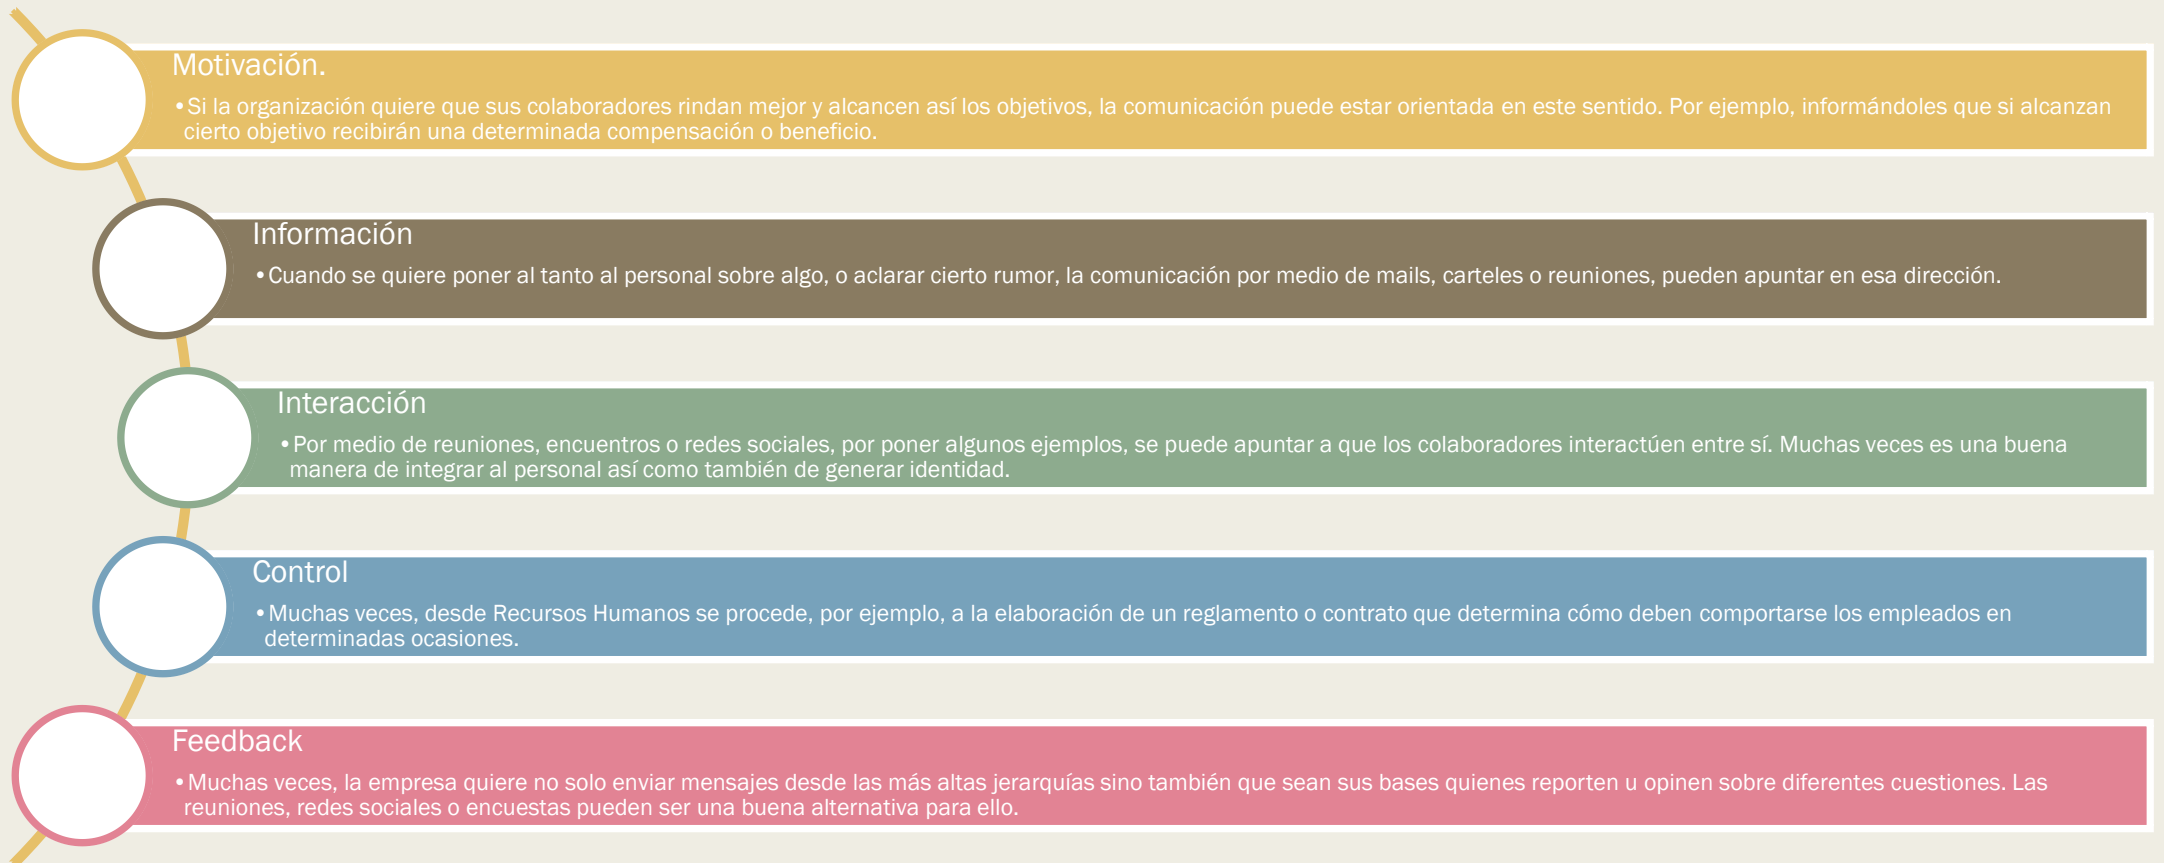 Motivación.
•Si la organización quiere que sus colaboradores rindan mejor y alcancen así los objetivos, la comunicación puede estar orientada en este sentido. Por ejemplo, informándoles que si alcanzan
cierto objetivo recibirán una determinada compensación o beneficio.
Información
•Cuando se quiere poner al tanto al personal sobre algo, o aclarar cierto rumor, la comunicación por medio de mails, carteles o reuniones, pueden apuntar en esa dirección.
Interacción
•Por medio de reuniones, encuentros o redes sociales, por poner algunos ejemplos, se puede apuntar a que los colaboradores interactúen entre sí. Muchas veces es una buena
manera de integrar al personal así como también de generar identidad.
Control
•Muchas veces, desde Recursos Humanos se procede, por ejemplo, a la elaboración de un reglamento o contrato que determina cómo deben comportarse los empleados en
determinadas ocasiones.
Feedback
•Muchas veces, la empresa quiere no solo enviar mensajes desde las más altas jerarquías sino también que sean sus bases quienes reporten u opinen sobre diferentes cuestiones. Las
reuniones, redes sociales o encuestas pueden ser una buena alternativa para ello.